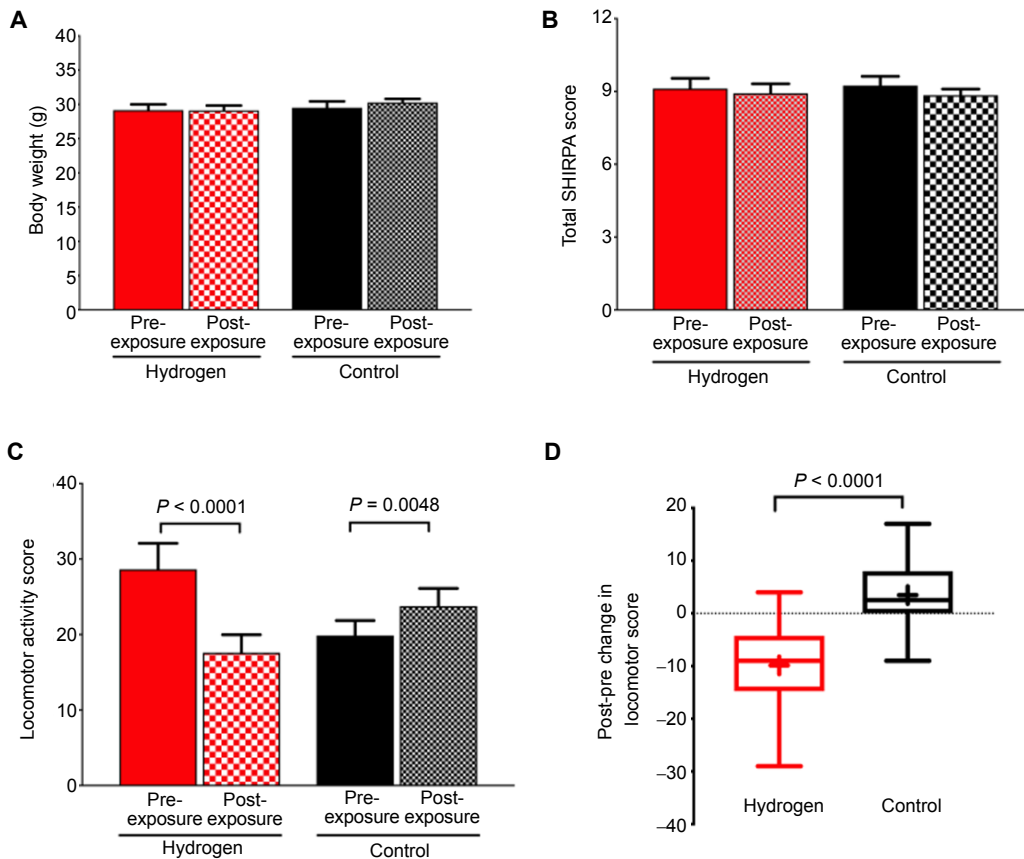 A
Body weight (g)
40
35
30
25
20
15
10
5
0
Pre-
exposure
Post-
exposure
Pre-
exposure
Post-
exposure
Hydrogen
Control
B
Total SHIRPA score
12
9
6
3
0
Pre-
exposure
Post-
exposure
Pre-
exposure
Post-
exposure
Hydrogen
Control
C
Locomotor activity score
40
30
20
10
0
P < 0.0001
P = 0.0048
Pre-
exposure
Post-
exposure
Pre-
exposure
Post-
exposure
Hydrogen
Control
D
Post-pre change in
locomotor score
P < 0.0001
20
10
0
–10
–20
–30
–40
Hydrogen
Control